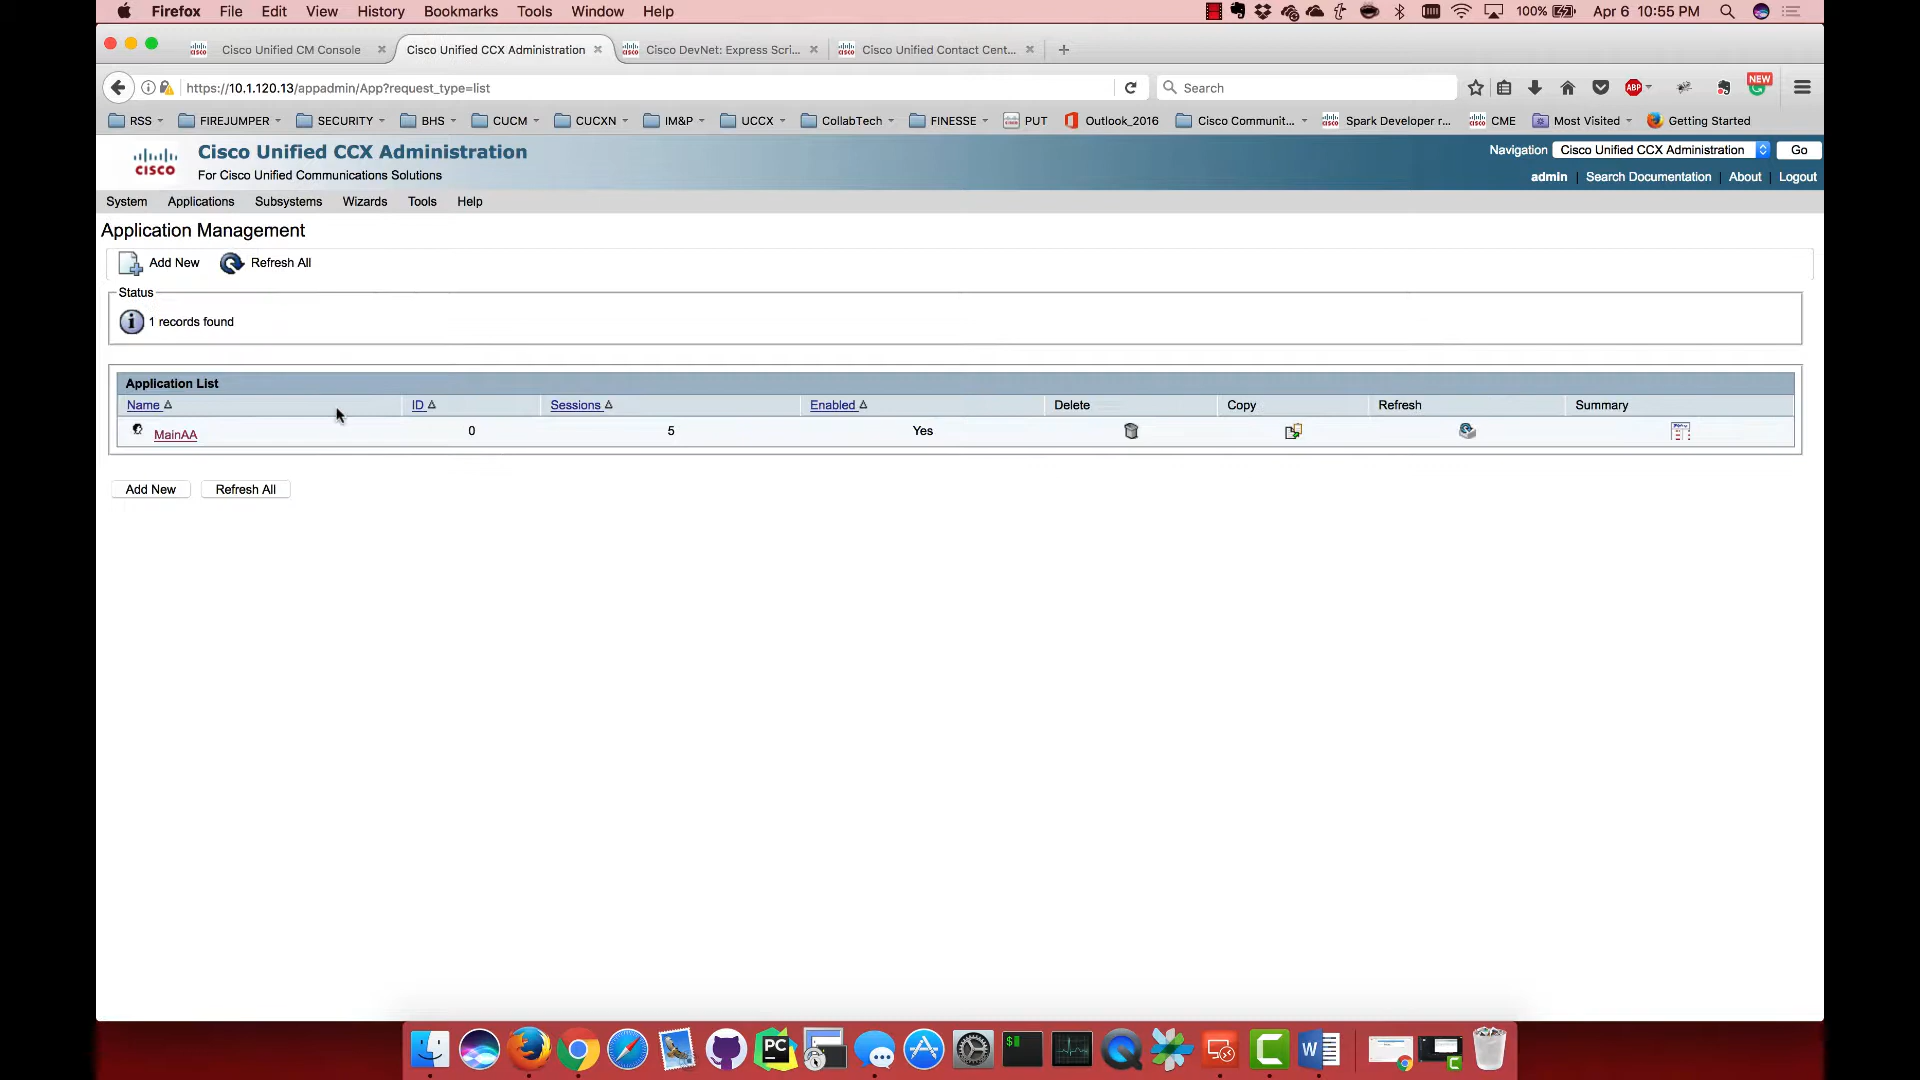 Firefox File Edit View History Bookmarks Tools Window Help 100% Apr 6 10:55 PM
Cisco Unified CM Console Cisco Unified CCX Administration Cisco DevNet: Express Scri... Cisco Unified Contact Cent...
https://10.1.120.13/appadmin/App?request_type=list Search ABP NEW
RSS FIREJUMPER SECURITY BHS CUCM CUCXN IM&P UCCX CollabTech FINESSE PUT Outlook_2016 Cisco Communit... Spark Developer r... CME Most Visited Getting Started
CISCO Cisco Unified CCX Administration Navigation Cisco Unified CCX Administration Go
For Cisco Unified Communications Solutions admin | Search Documentation | About | Logout
System Applications Subsystems Wizards Tools Help
Application Management
Add New Refresh All
Status
1 records found
Application List
Name ID Sessions Enabled Delete Copy Refresh Summary
MainAA 0 5 Yes
Add New Refresh All
PC $ W